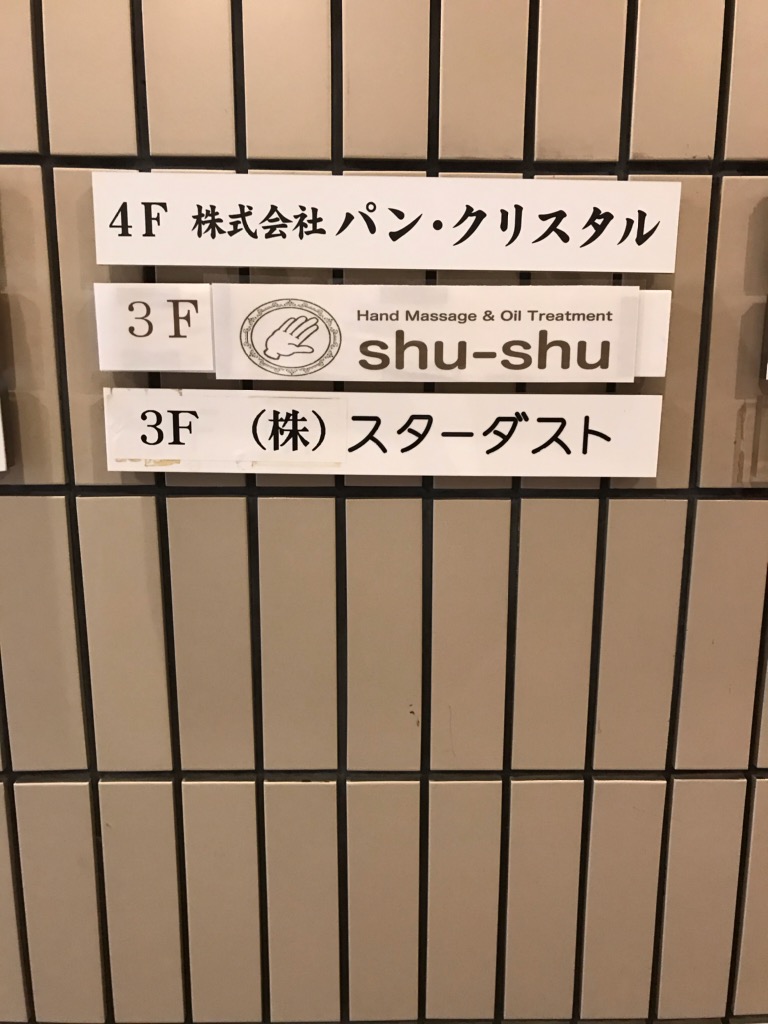 4F 株式会社 パン・クリスタル
3F Hand Massage & Oil Treatment
shu-shu
3F (株)スターダスト